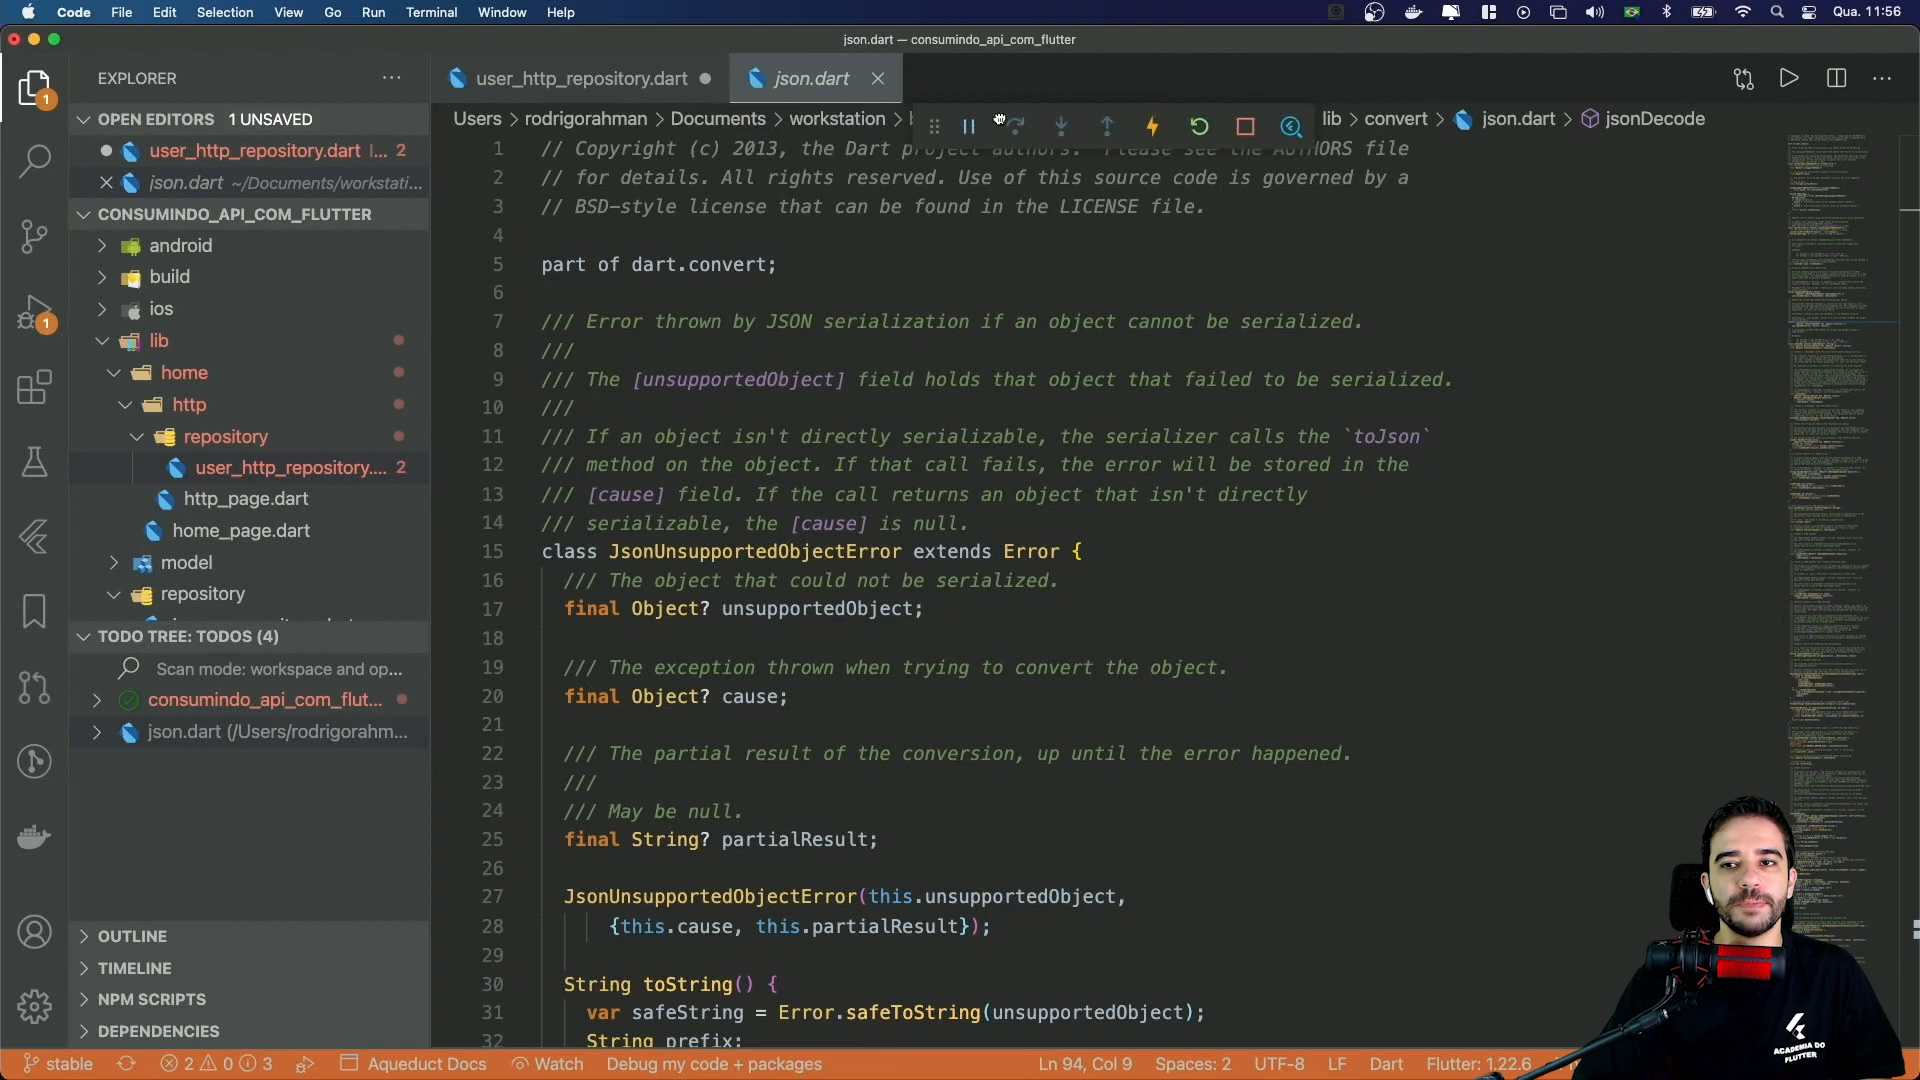 Code File Edit Selection View Go Run Terminal Window Help Qua. 11:56
json.dart — consumindo_api_com_flutter
EXPLORER
user_http_repository.dart
json.dart
OPEN EDITORS 1 UNSAVED
Users > rodrigorahman > Documents > workstation > lib > convert > json.dart > jsonDecode
user_http_repository.dart l... 2
json.dart ~/Documents/workstati...
CONSUMINDO_API_COM_FLUTTER
android
build
ios
lib
home
http
repository
user_http_repository.... 2
http_page.dart
home_page.dart
model
repository
TODO TREE: TODOS (4)
Scan mode: workspace and op...
consumindo_api_com_flut...
json.dart (/Users/rodrigorahm...
OUTLINE
TIMELINE
NPM SCRIPTS
DEPENDENCIES
1 // Copyright (c) 2013, the Dart project authors. Please see the AUTHORS file
2 // for details. All rights reserved. Use of this source code is governed by a
3 // BSD-style license that can be found in the LICENSE file.
4
5 part of dart.convert;
6
7 /// Error thrown by JSON serialization if an object cannot be serialized.
8 ///
9 /// The [unsupportedObject] field holds that object that failed to be serialized.
10 ///
11 /// If an object isn't directly serializable, the serializer calls the `toJson`
12 /// method on the object. If that call fails, the error will be stored in the
13 /// [cause] field. If the call returns an object that isn't directly
14 /// serializable, the [cause] is null.
15 class JsonUnsupportedObjectError extends Error {
16 /// The object that could not be serialized.
17 final Object? unsupportedObject;
18
19 /// The exception thrown when trying to convert the object.
20 final Object? cause;
21
22 /// The partial result of the conversion, up until the error happened.
23 ///
24 /// May be null.
25 final String? partialResult;
26
27 JsonUnsupportedObjectError(this.unsupportedObject,
28 {this.cause, this.partialResult});
29
30 String toString() {
31 var safeString = Error.safeToString(unsupportedObject);
32 String prefix;
1
1
ACADEMIA DO
FLUTTER
stable 2 0 3 Aqueduct Docs Watch Debug my code + packages Ln 94, Col 9 Spaces: 2 UTF-8 LF Dart Flutter: 1.22.6